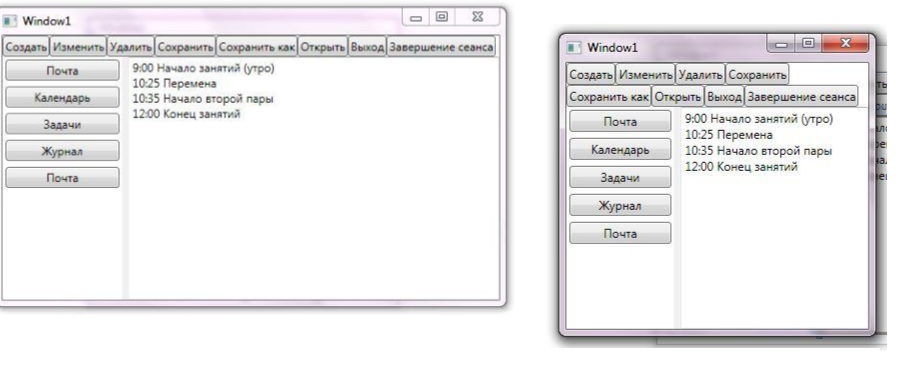 Window1
Создать Изменить Удалить Сохранить Сохранить как Открыть Выход Завершение сеанса
Почта
Календарь
Задачи
Журнал
Почта
9:00 Начало занятий (утро)
10:25 Перемена
10:35 Начало второй пары
12:00 Конец занятий
Window1
Создать Изменить Удалить Сохранить
Сохранить как Открыть Выход Завершение сеанса
Почта
Календарь
Задачи
Журнал
Почта
9:00 Начало занятий (утро)
10:25 Перемена
10:35 Начало второй пары
12:00 Конец занятий